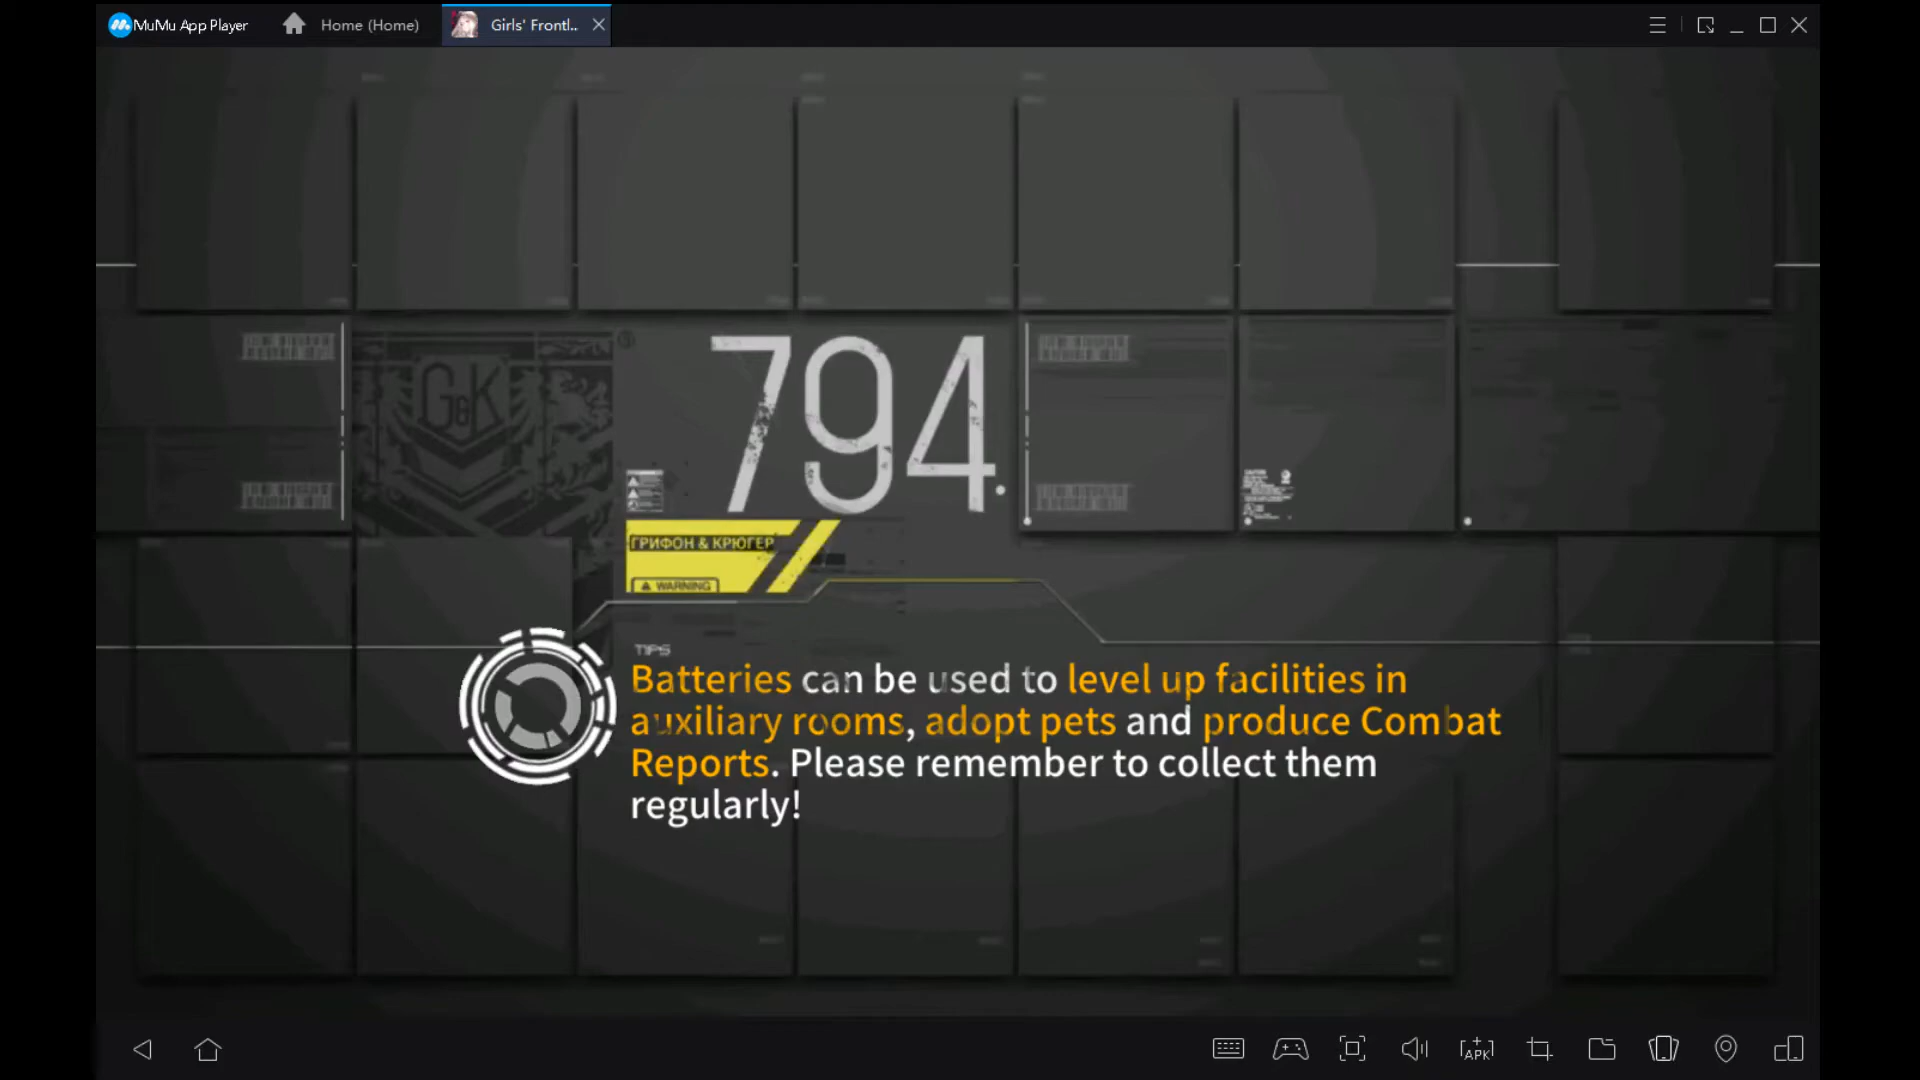 MuMu App Player
Home (Home)
Girls' Frontl..
G&K
794.
ГРИФОН & КРЮГЕР
WARNING
TIPS
Batteries can be used to level up facilities in
auxiliary rooms, adopt pets and produce Combat
Reports. Please remember to collect them
regularly!
APK